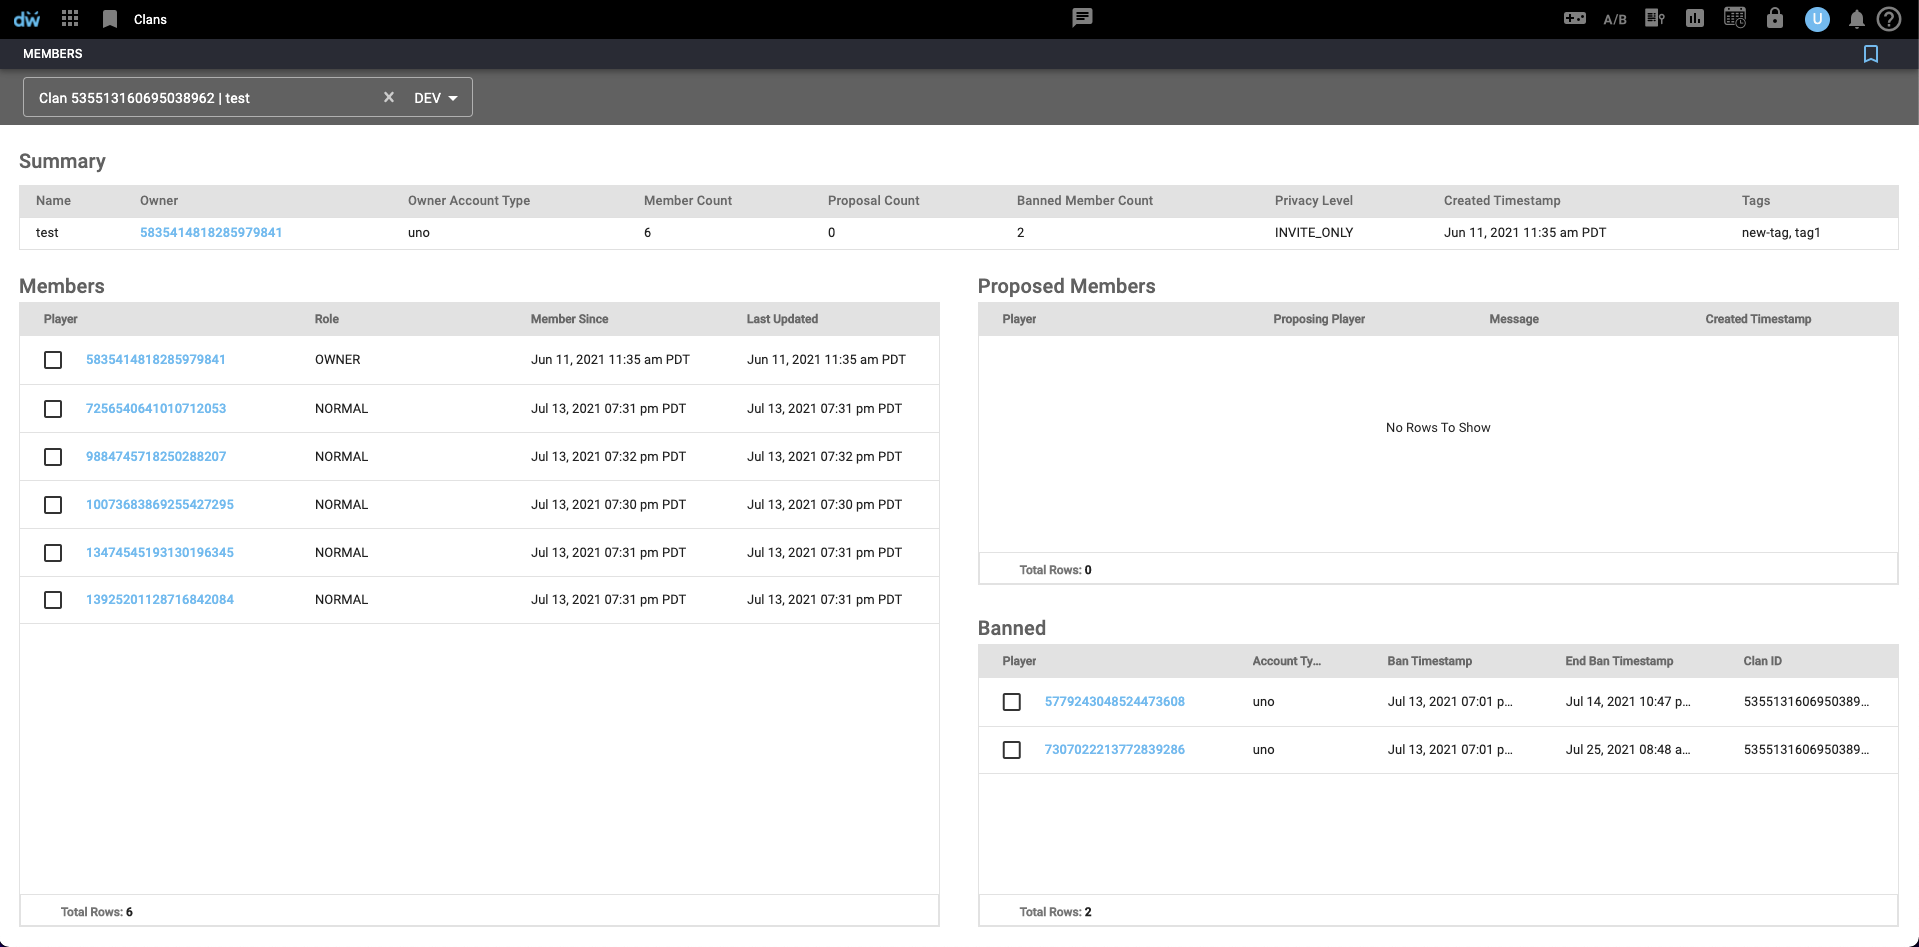 dw Clans A/B U ?
MEMBERS
Clan 535513160695038962 | test DEV
Summary
Name Owner Owner Account Type Member Count Proposal Count Banned Member Count Privacy Level Created Timestamp Tags
test 5835414818285979841 uno 6 0 2 INVITE_ONLY Jun 11, 2021 11:35 am PDT new-tag, tag1
Members
Player Role Member Since Last Updated
5835414818285979841 OWNER Jun 11, 2021 11:35 am PDT Jun 11, 2021 11:35 am PDT
7256540641010712053 NORMAL Jul 13, 2021 07:31 pm PDT Jul 13, 2021 07:31 pm PDT
9884745718250288207 NORMAL Jul 13, 2021 07:32 pm PDT Jul 13, 2021 07:32 pm PDT
10073683869255427295 NORMAL Jul 13, 2021 07:30 pm PDT Jul 13, 2021 07:30 pm PDT
13474545193130196345 NORMAL Jul 13, 2021 07:31 pm PDT Jul 13, 2021 07:31 pm PDT
13925201128716842084 NORMAL Jul 13, 2021 07:31 pm PDT Jul 13, 2021 07:31 pm PDT
Total Rows: 6
Proposed Members
Player Proposing Player Message Created Timestamp
No Rows To Show
Total Rows: 0
Banned
Player Account Ty... Ban Timestamp End Ban Timestamp Clan ID
5779243048524473608 uno Jul 13, 2021 07:01 p... Jul 14, 2021 10:47 p... 5355131606950389...
7307022213772839286 uno Jul 13, 2021 07:01 p... Jul 25, 2021 08:48 a... 5355131606950389...
Total Rows: 2